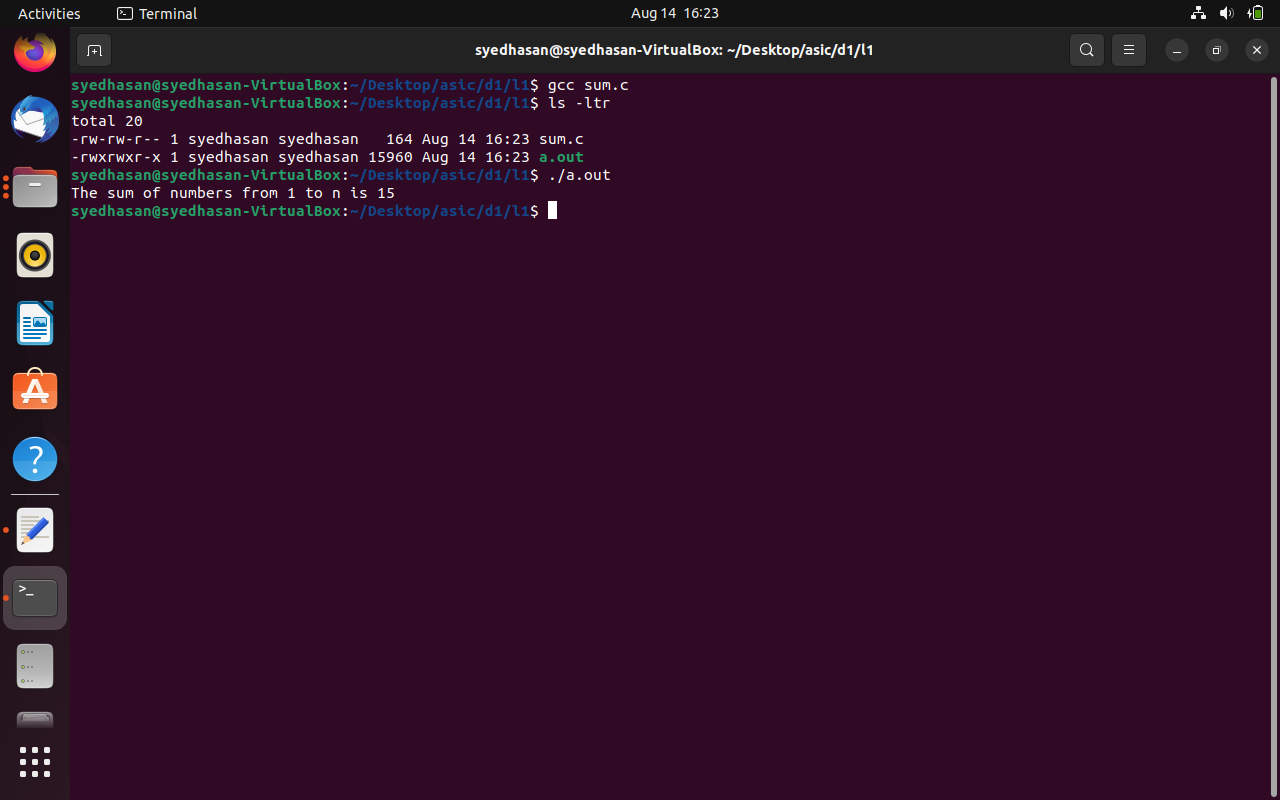 Activities Terminal Aug 14 16:23
syedhasan@syedhasan-VirtualBox: ~/Desktop/asic/d1/l1
syedhasan@syedhasan-VirtualBox:~/Desktop/asic/d1/l1$ gcc sum.c
syedhasan@syedhasan-VirtualBox:~/Desktop/asic/d1/l1$ ls -ltr
total 20
-rw-rw-r-- 1 syedhasan syedhasan   164 Aug 14 16:23 sum.c
-rwxrwxr-x 1 syedhasan syedhasan 15960 Aug 14 16:23 a.out
syedhasan@syedhasan-VirtualBox:~/Desktop/asic/d1/l1$ ./a.out
The sum of numbers from 1 to n is 15
syedhasan@syedhasan-VirtualBox:~/Desktop/asic/d1/l1$